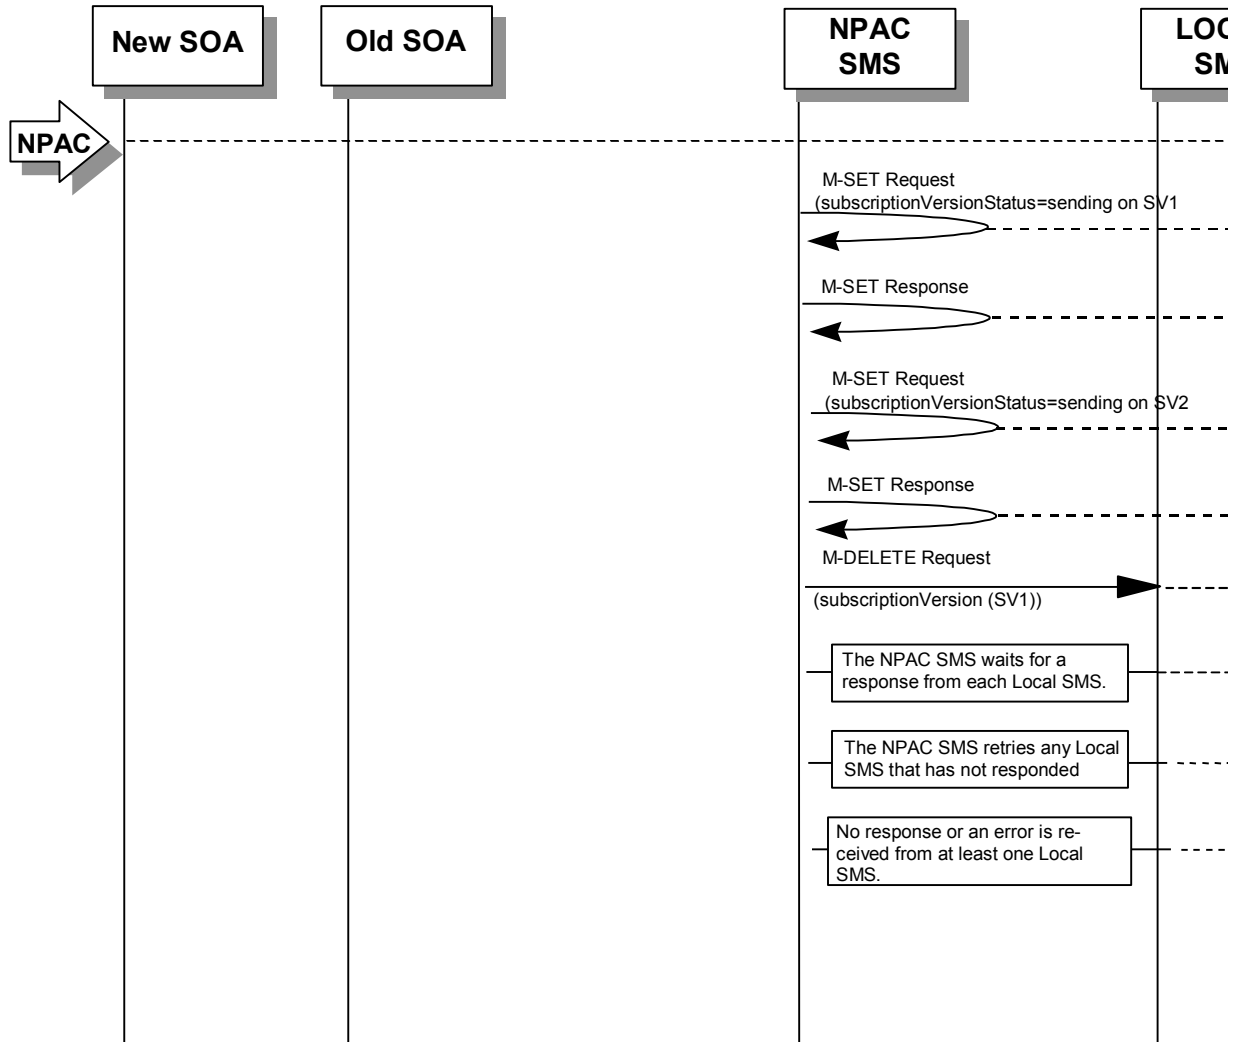 New SOA
Old SOA
NPAC
SMS
NPAC
M-SET Request
(subscriptionVersionStatus=sending on SV1
M-SET Response
M-SET Request
(subscriptionVersionStatus=sending on SV2
M-SET Response
M-DELETE Request
(subscriptionVersion (SV1))
The NPAC SMS waits for a
response from each Local SMS.
The NPAC SMS retries any Local
SMS that has not responded
No response or an error is re-
ceived from at least one Local
SMS.